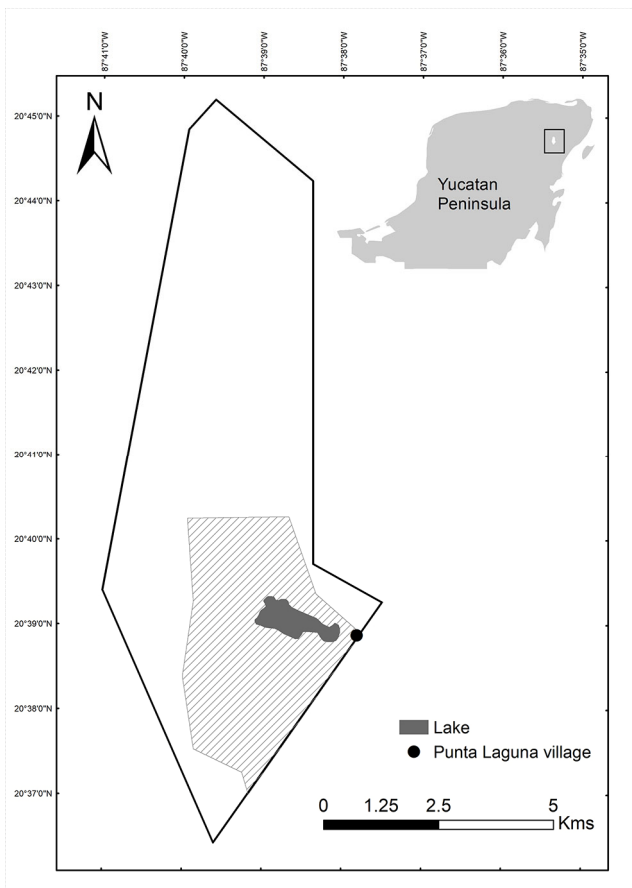 87°41'0"W
87°40'0"W
87°39'0"W
87°38'0"W
87°37'0"W
87°36'0"W
87°35'0"W
N
20°45'0"N
20°44'0"N
20°43'0"N
20°42'0"N
20°41'0"N
20°40'0"N
20°39'0"N
20°38'0"N
20°37'0"N
Yucatan
Peninsula
Lake
Punta Laguna village
0 1.25 2.5 5
Kms